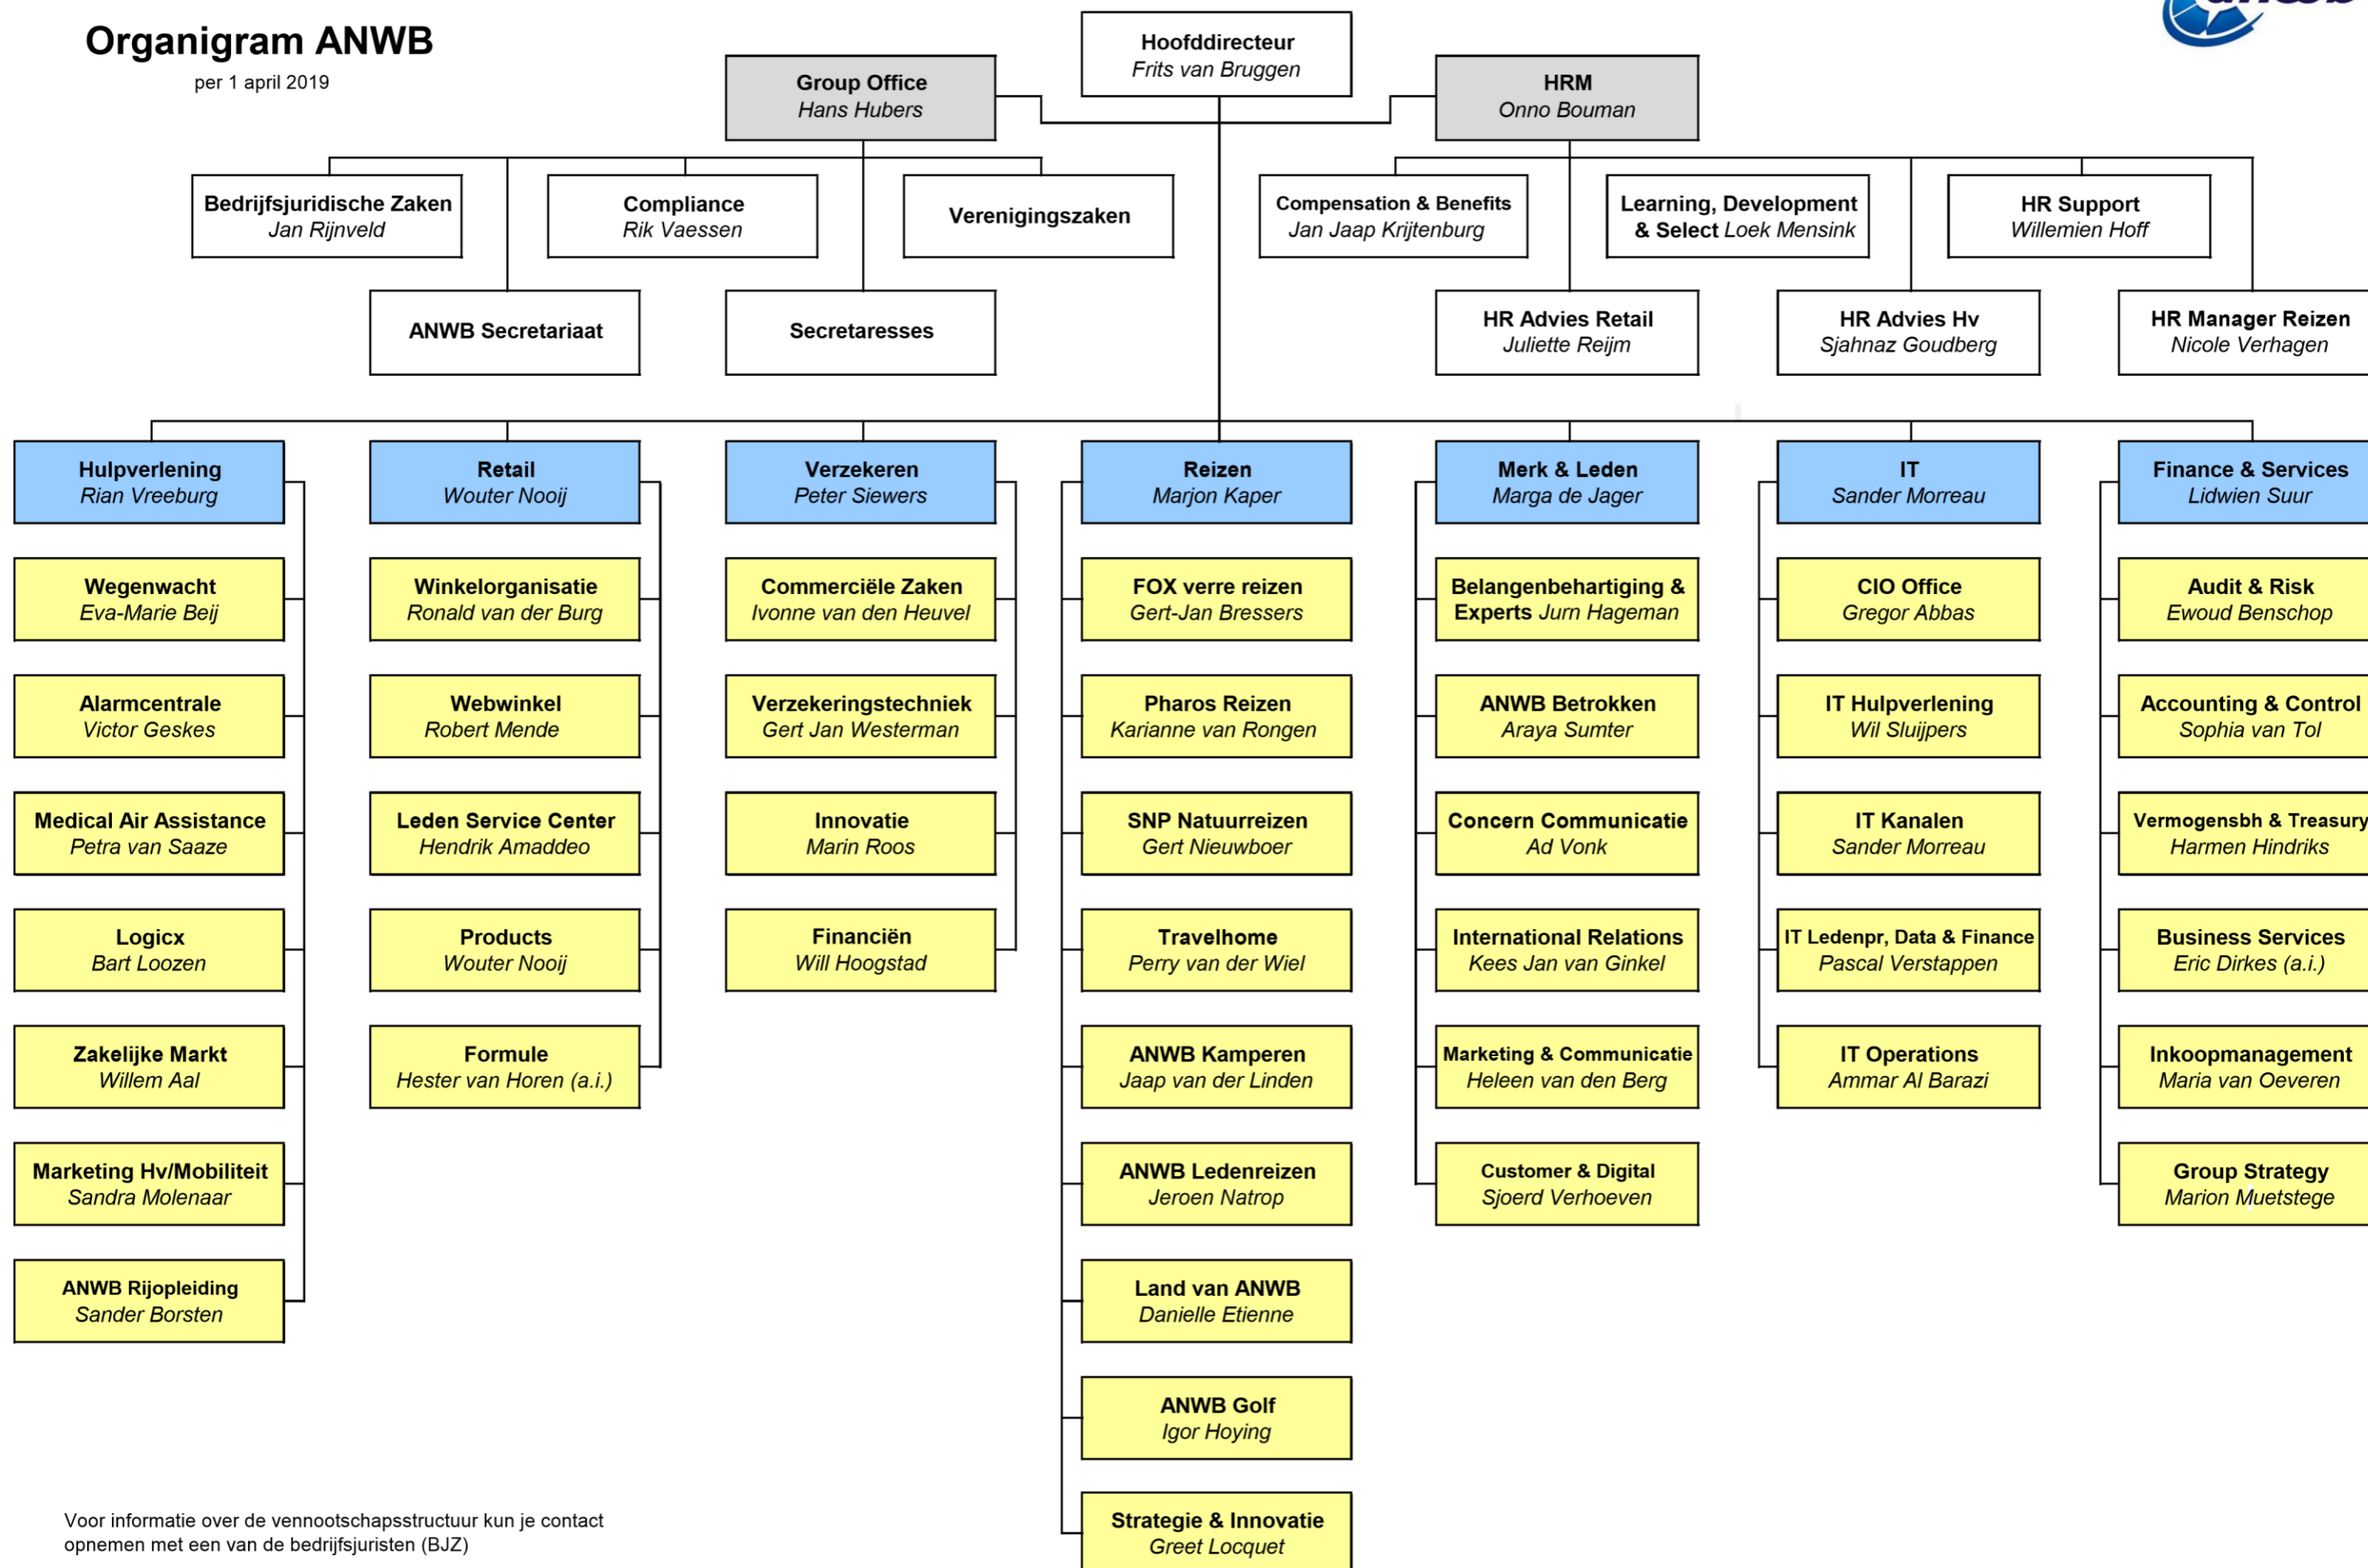 Organigram ANWB
per 1 april 2019
Hoofddirecteur
Frits van Bruggen
Group Office
Hans Hubers
HRM
Onno Bouman
Bedrijfsjuridische Zaken
Jan Rijnveld
Compliance
Rik Vaessen
Verenigingszaken
Compensation & Benefits
Jan Jaap Krijtenburg
Learning, Development
& Select Loek Mensink
HR Support
Willemien Hoff
ANWB Secretariaat
Secretaresses
HR Advies Retail
Juliette Reijm
HR Advies Hv
Sjahnaz Goudberg
HR Manager Reizen
Nicole Verhagen
Hulpverlening
Rian Vreeburg
Wegenwacht
Eva-Marie Beij
Alarmcentrale
Victor Geskes
Medical Air Assistance
Petra van Saaze
Logicx
Bart Loozen
Zakelijke Markt
Willem Aal
Marketing Hv/Mobiliteit
Sandra Molenaar
ANWB Rijopleiding
Sander Borsten
Retail
Wouter Nooij
Winkelorganisatie
Ronald van der Burg
Webwinkel
Robert Mende
Leden Service Center
Hendrik Amaddeo
Products
Wouter Nooij
Formule
Hester van Horen (a.i.)
Verzekeren
Peter Siewers
Commerciële Zaken
Ivonne van den Heuvel
Verzekeringstechniek
Gert Jan Westerman
Innovatie
Marin Roos
Financiën
Will Hoogstad
Reizen
Marjon Kaper
FOX verre reizen
Gert-Jan Bressers
Pharos Reizen
Karianne van Rongen
SNP Natuurreizen
Gert Nieuwboer
Travelhome
Perry van der Wiel
ANWB Kamperen
Jaap van der Linden
ANWB Ledenreizen
Jeroen Natrop
Land van ANWB
Danielle Etienne
ANWB Golf
Igor Hoying
Strategie & Innovatie
Greet Locquet
Merk & Leden
Marga de Jager
Belangenbehartiging &
Experts Jurn Hageman
ANWB Betrokken
Araya Sumter
Concern Communicatie
Ad Vonk
International Relations
Kees Jan van Ginkel
Marketing & Communicatie
Heleen van den Berg
Customer & Digital
Sjoerd Verhoeven
IT
Sander Morreau
CIO Office
Gregor Abbas
IT Hulpverlening
Wil Sluijpers
IT Kanalen
Sander Morreau
IT Ledenpr, Data & Finance
Pascal Verstappen
IT Operations
Ammar Al Barazi
Finance & Services
Lidwien Suur
Audit & Risk
Ewoud Benschop
Accounting & Control
Sophia van Tol
Vermogensbh & Treasury
Harmen Hindriks
Business Services
Eric Dirkes (a.i.)
Inkoopmanagement
Maria van Oeveren
Group Strategy
Marion Muetstege
Voor informatie over de vennootschapsstructuur kun je contact
opnemen met een van de bedrijfsjuristen (BJZ)